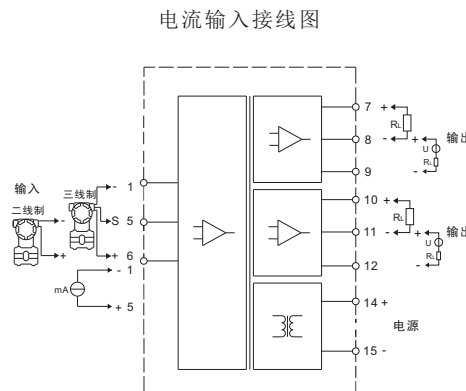 电流输入接线图
7 +
RL
- 8 - +
输出
U
RL
9 -
10 +
RL
11 - +
输出
U
RL
12 -
14 +
电源
15 -
输入
二线制
-
+
三线制
- 1
S 5
+ 6
- 1
mA
+ 5